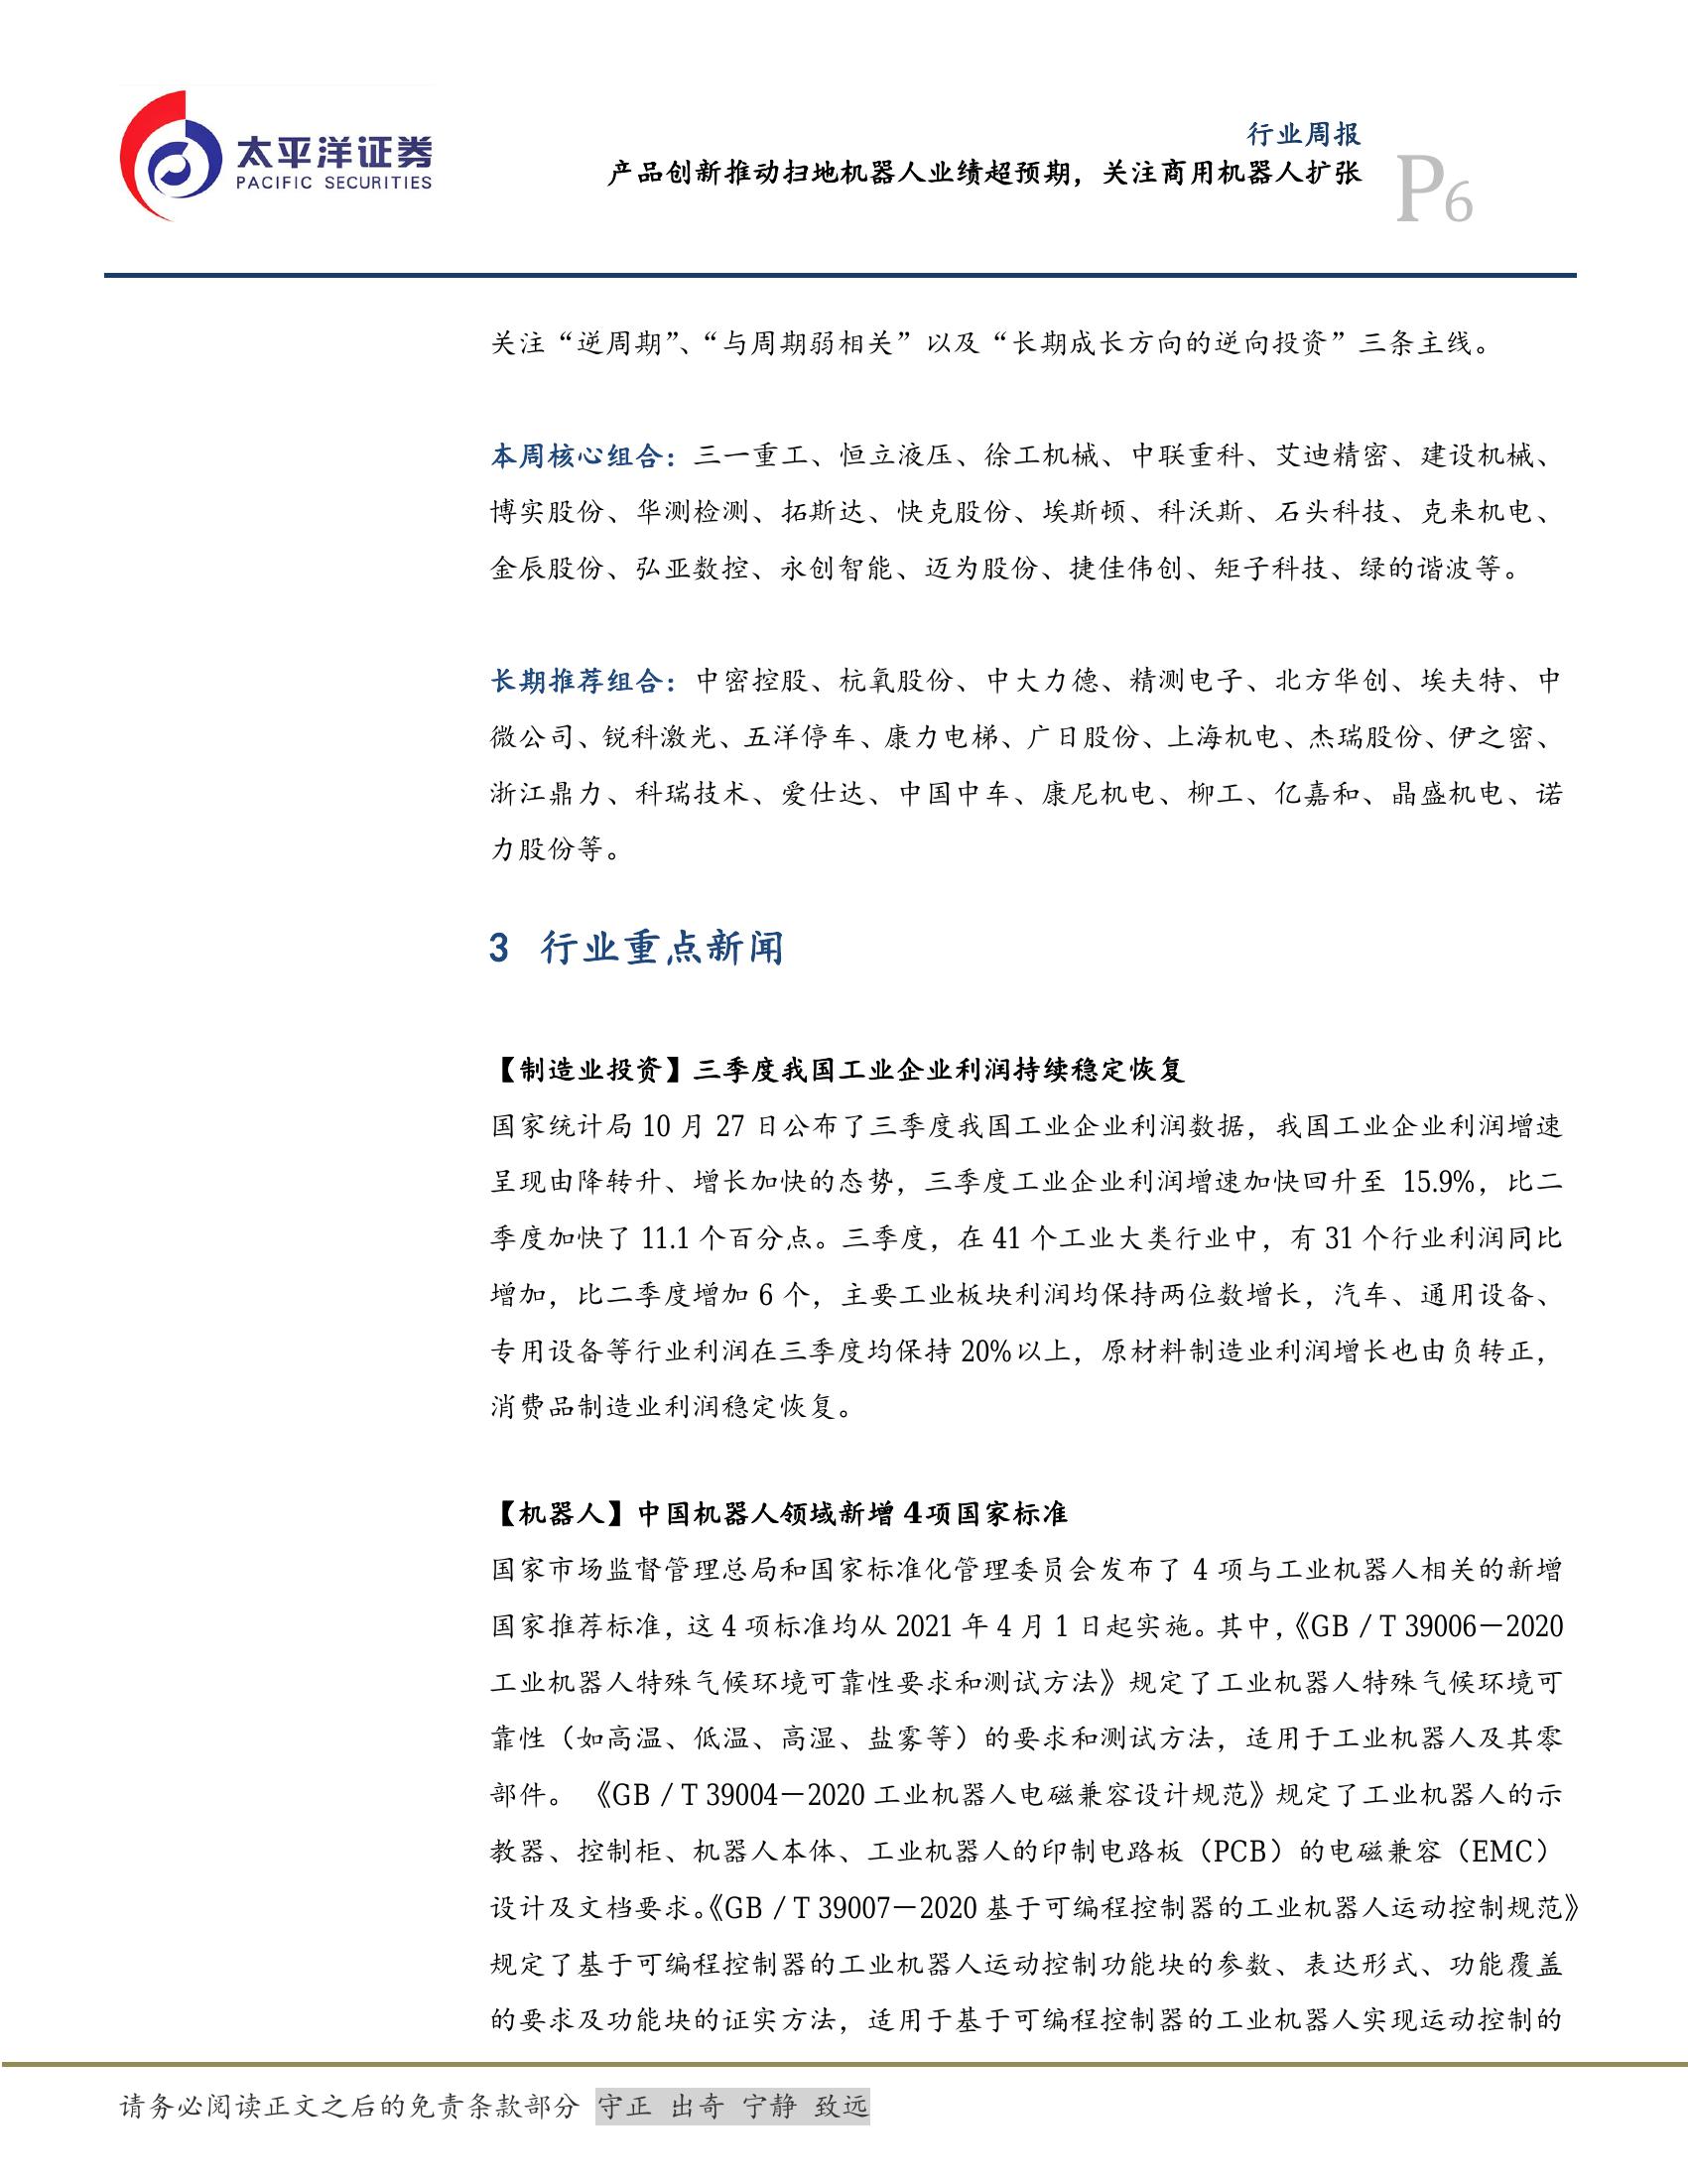 太平洋证券
PACIFIC SECURITIES
行业周报
产品创新推动扫地机器人业绩超预期，关注商用机器人扩张
P6
关注“逆周期”、“与周期弱相关”以及“长期成长方向的逆向投资”三条主线。
本周核心组合：三一重工、恒立液压、徐工机械、中联重科、艾迪精密、建设机械、
博实股份、华测检测、拓斯达、快克股份、埃斯顿、科沃斯、石头科技、克来机电、
金辰股份、弘亚数控、永创智能、迈为股份、捷佳伟创、矩子科技、绿的谐波等。
长期推荐组合：中密控股、杭氧股份、中大力德、精测电子、北方华创、埃夫特、中
微公司、锐科激光、五洋停车、康力电梯、广日股份、上海机电、杰瑞股份、伊之密、
浙江鼎力、科瑞技术、爱仕达、中国中车、康尼机电、柳工、亿嘉和、晶盛机电、诺
力股份等。
3 行业重点新闻
【制造业投资】三季度我国工业企业利润持续稳定恢复
国家统计局 10 月 27 日公布了三季度我国工业企业利润数据，我国工业企业利润增速
呈现由降转升、增长加快的态势，三季度工业企业利润增速加快回升至 15.9%，比二
季度加快了 11.1 个百分点。三季度，在 41 个工业大类行业中，有 31 个行业利润同比
增加，比二季度增加 6 个，主要工业板块利润均保持两位数增长，汽车、通用设备、
专用设备等行业利润在三季度均保持 20%以上，原材料制造业利润增长也由负转正，
消费品制造业利润稳定恢复。
【机器人】中国机器人领域新增 4项国家标准
国家市场监督管理总局和国家标准化管理委员会发布了 4 项与工业机器人相关的新增
国家推荐标准，这 4 项标准均从 2021 年 4 月 1 日起实施。其中，《GB／T 39006－2020
工业机器人特殊气候环境可靠性要求和测试方法》规定了工业机器人特殊气候环境可
靠性（如高温、低温、高湿、盐雾等）的要求和测试方法，适用于工业机器人及其零
部件。 《GB／T 39004－2020 工业机器人电磁兼容设计规范》规定了工业机器人的示
教器、控制柜、机器人本体、工业机器人的印制电路板（PCB）的电磁兼容（EMC）
设计及文档要求。《GB／T 39007－2020 基于可编程控制器的工业机器人运动控制规范》
规定了基于可编程控制器的工业机器人运动控制功能块的参数、表达形式、功能覆盖
的要求及功能块的证实方法，适用于基于可编程控制器的工业机器人实现运动控制的
请务必阅读正文之后的免责条款部分 守正 出奇 宁静 致远